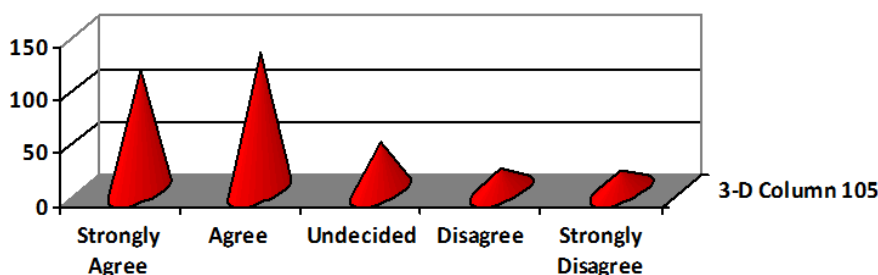 150
100
50
0
Strongly Agree
Agree
Undecided
Disagree
Strongly Disagree
3-D Column 105